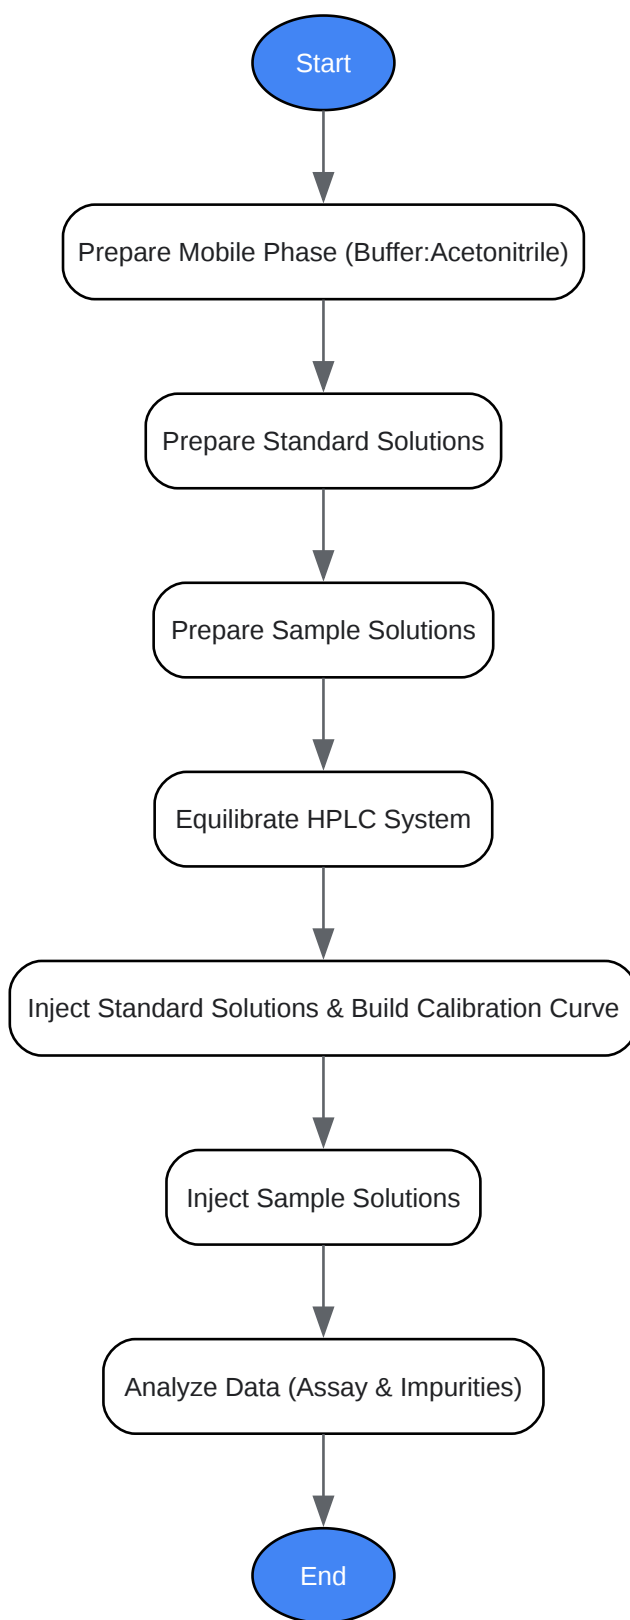 Start
Prepare Mobile Phase (Buffer:Acetonitrile)
Prepare Standard Solutions
Prepare Sample Solutions
Equilibrate HPLC System
Inject Standard Solutions & Build Calibration Curve
Inject Sample Solutions
Analyze Data (Assay & Impurities)
End